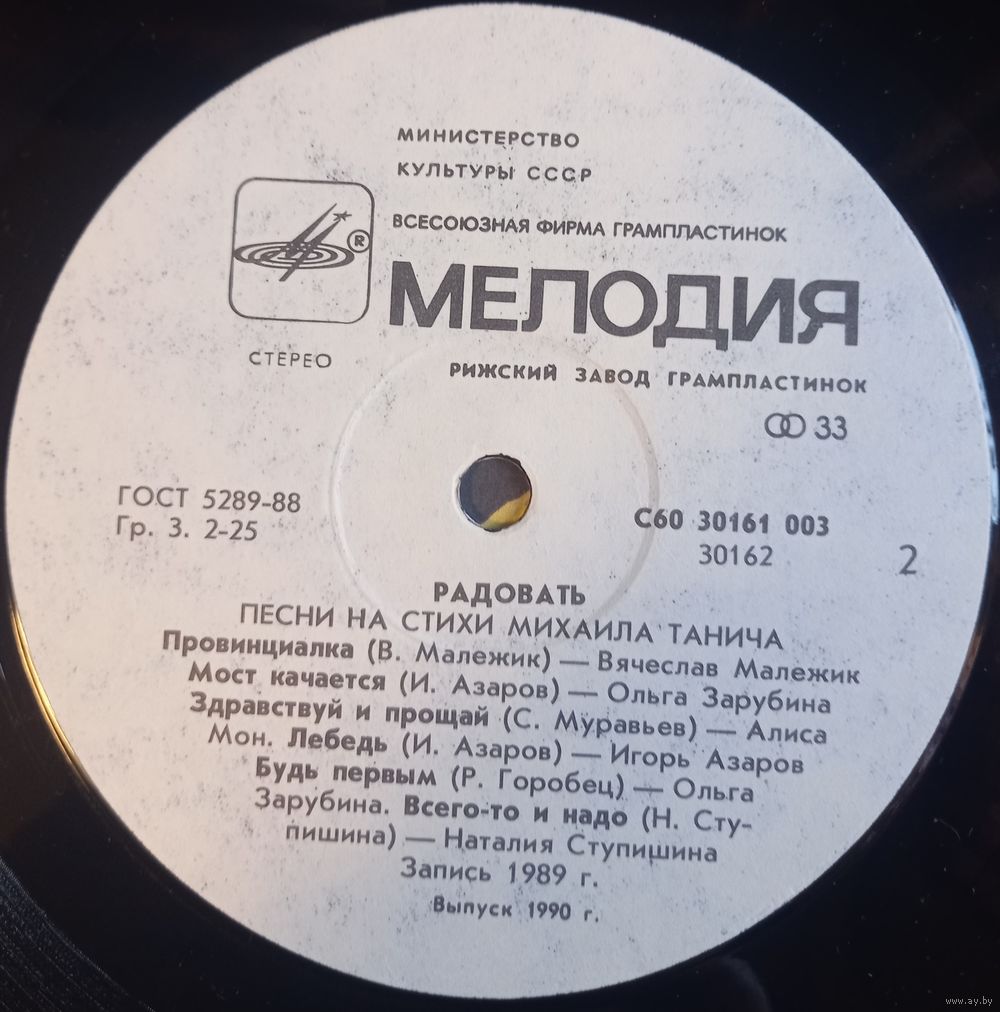 МИНИСТЕРСТВО
КУЛЬТУРЫ СССР
ВСЕСОЮЗНАЯ ФИРМА ГРАМПЛАСТИНОК
®
МЕЛОДИЯ
СТЕРЕО
РИЖСКИЙ ЗАВОД ГРАМПЛАСТИНОК
33
ГОСТ 5289-88
Гр. 3. 2-25
С60 30161 003
30162
2
РАДОВАТЬ
ПЕСНИ НА СТИХИ МИХАИЛА ТАНИЧА
Провинциалка (В. Малежик) — Вячеслав Малежик
Мост качается (И. Азаров) — Ольга Зарубина
Здравствуй и прощай (С. Муравьев) — Алиса
Мон. Лебедь (И. Азаров) — Игорь Азаров
Будь первым (Р. Горобец) — Ольга
Зарубина. Всего-то и надо (Н. Сту-
пишина) — Наталия Ступишина
Запись 1989 г.
Выпуск 1990 г.
www.ay.by